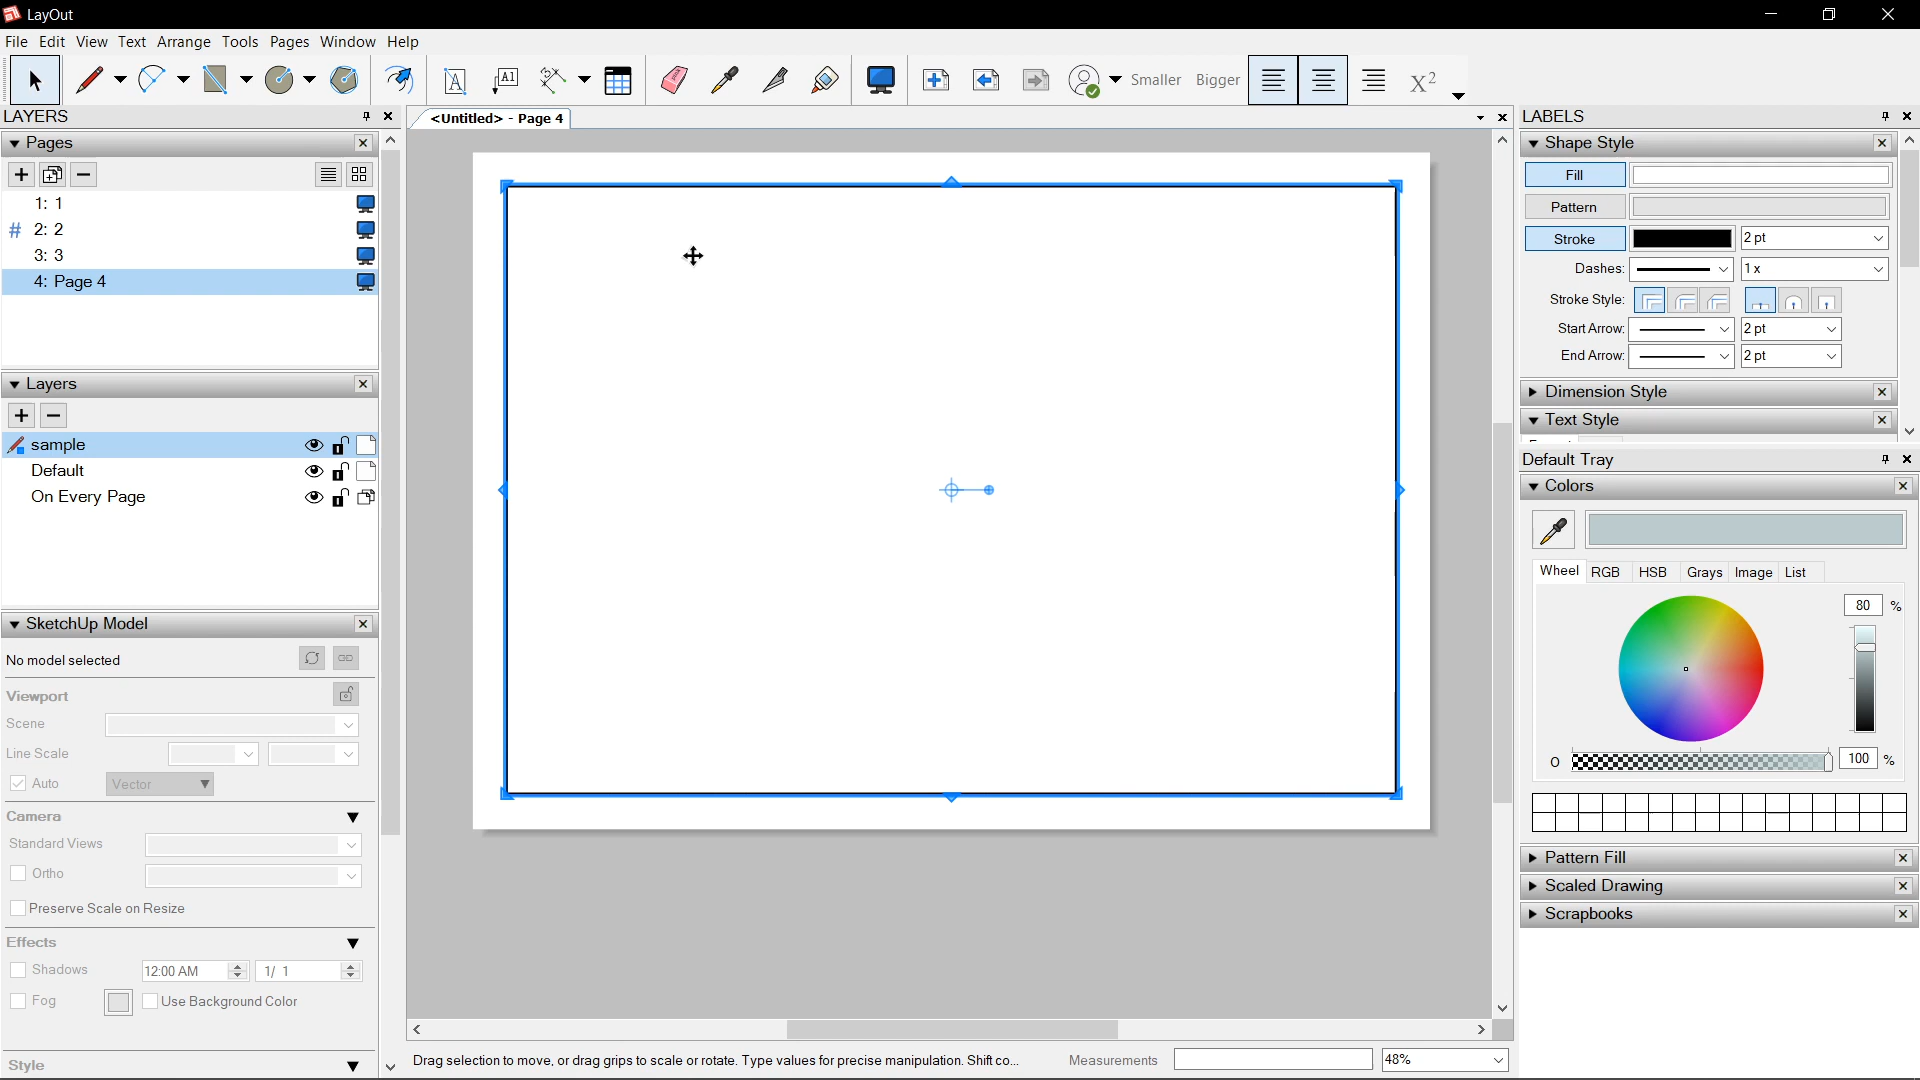 LayOut
File Edit View Text Arrange Tools Pages Window Help
A A1 Smaller Bigger X²
LAYERS
<Untitled> - Page 4
LABELS
Pages
1: 1
# 2: 2
3: 3
4: Page 4
Layers
sample
Default
On Every Page
SketchUp Model
No model selected
Viewport
Scene
Line Scale
Auto Vector
Camera
Standard Views
Ortho
Preserve Scale on Resize
Effects
Shadows 12:00 AM 1/ 1
Fog Use Background Color
Style
Shape Style
Fill
Pattern
Stroke 2 pt
Dashes: 1 x
Stroke Style:
Start Arrow: 2 pt
End Arrow: 2 pt
Dimension Style
Text Style
Default Tray
Colors
Wheel RGB HSB Grays Image List
80 %
O 100 %
Pattern Fill
Scaled Drawing
Scrapbooks
Drag selection to move, or drag grips to scale or rotate. Type values for precise manipulation. Shift co... Measurements 48%